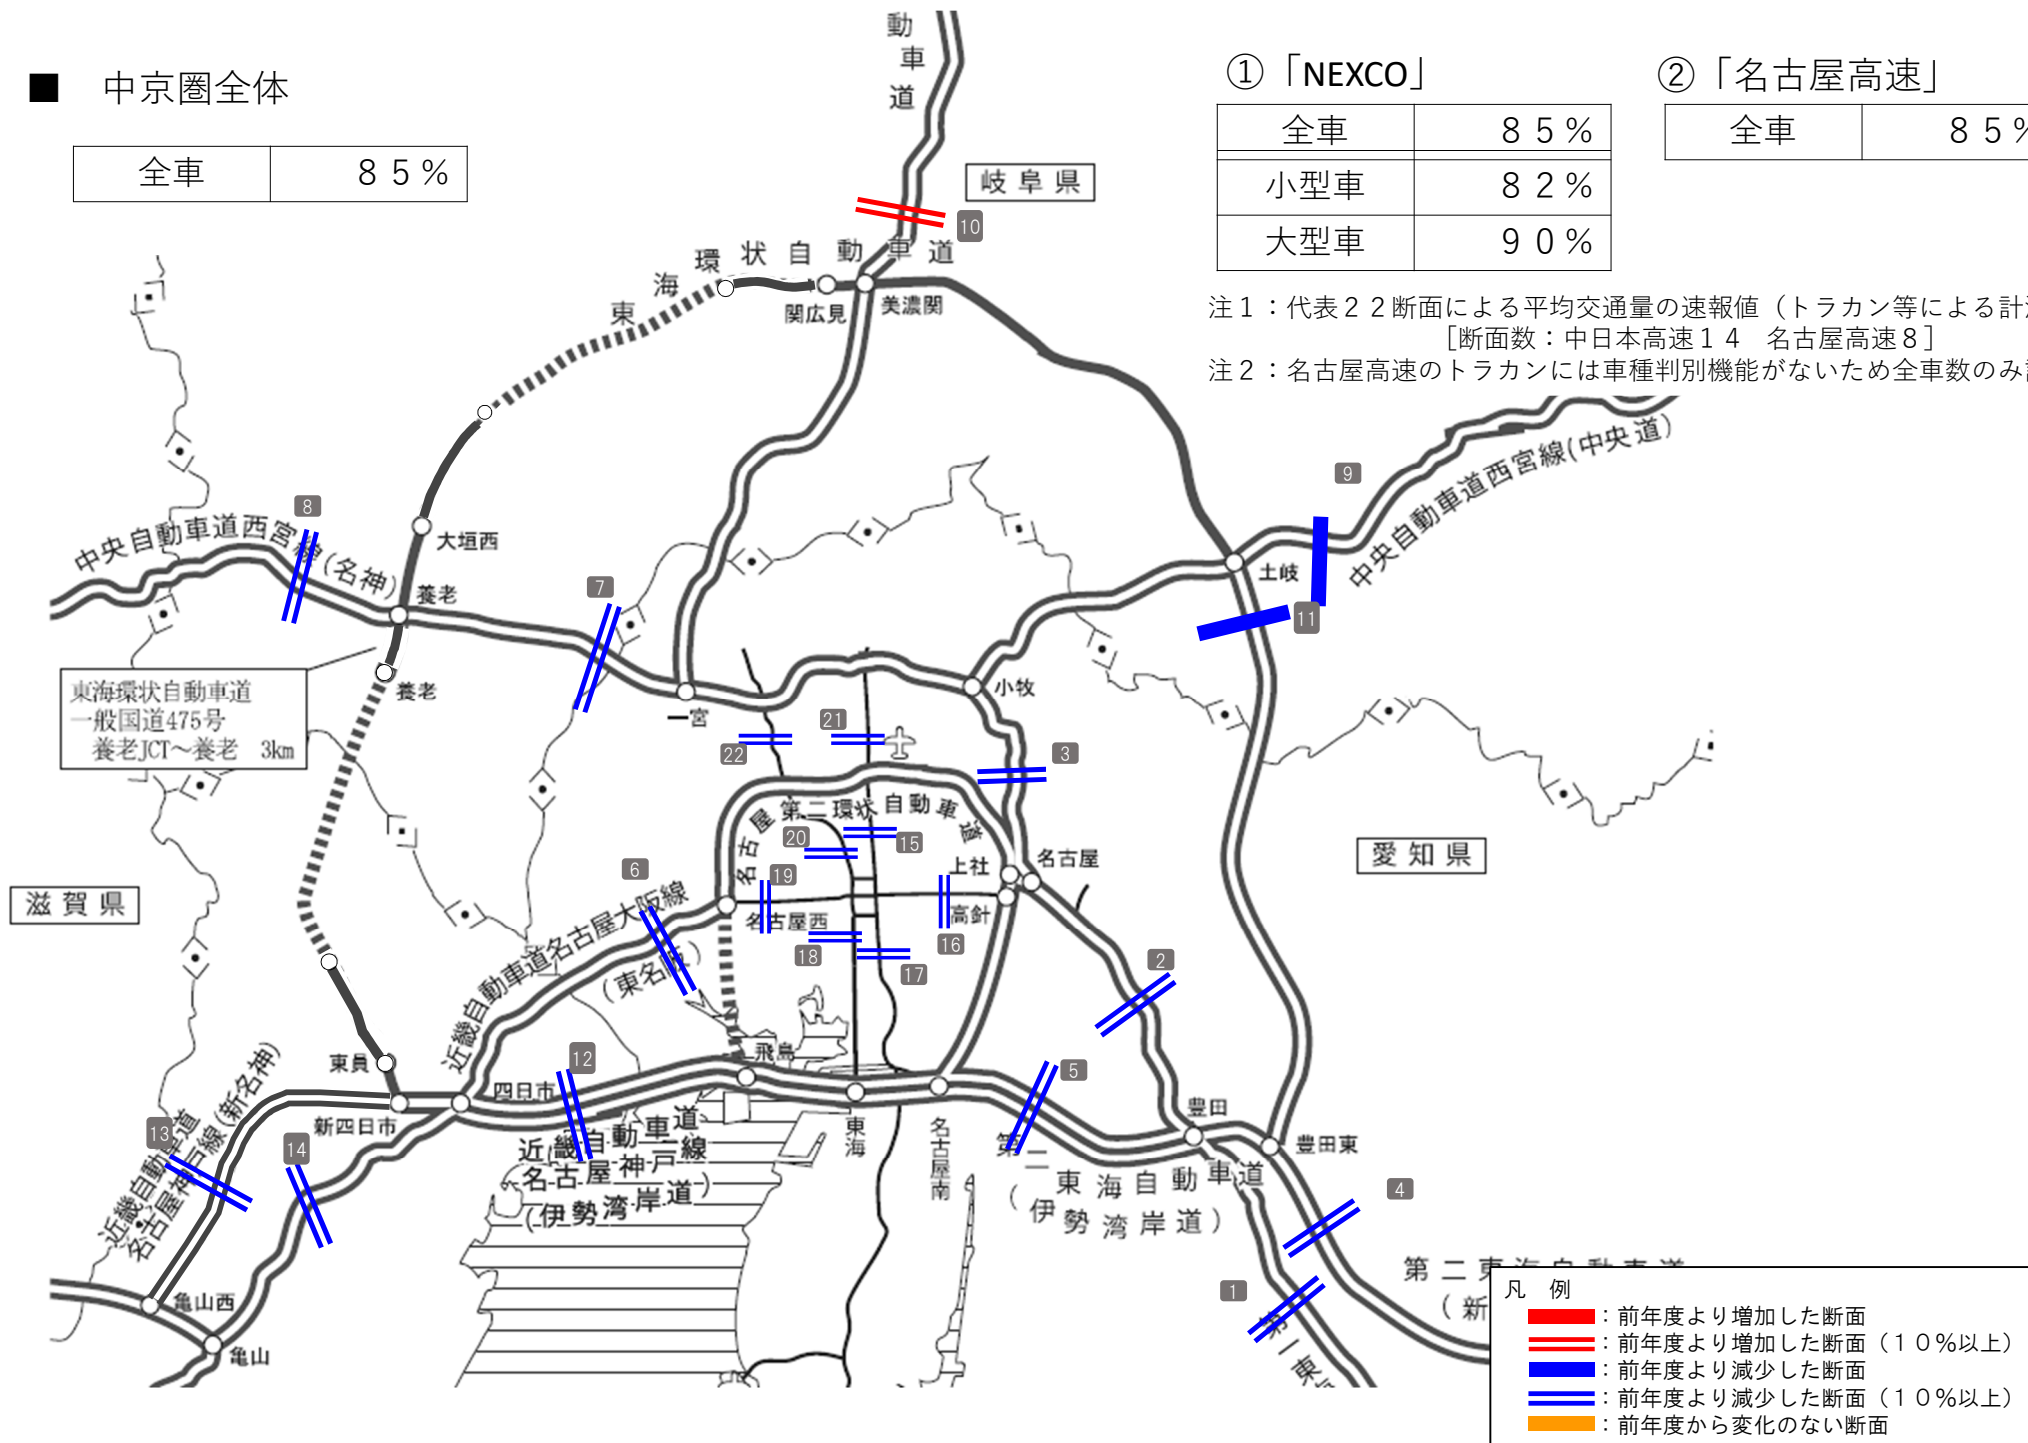 ■ 中京圏全体
全車 85%
①「NEXCO」
全車 85%
小型車 82%
大型車 90%
②「名古屋高速」
全車 85%
注1:代表22断面による平均交通量の速報値(トラカン等による計
[断面数:中日本高速14 名古屋高速8]
注2:名古屋高速のトラカンには車種判別機能がないため全車数のみ
動車道
岐阜県
10
東海環状自動車道
関広見
美濃関
9
中央自動車道西宮線(中央道)
8
中央自動車道西宮線(名神)
大垣西
養老
7
土岐
11
養老
東海環状自動車道
一般国道475号
養老JCT~養老 3km
一宮
小牧
22
21
3
名古屋第二環状自動車道
20
15
上社
名古屋
愛知県
6
19
滋賀県
名古屋西
高針
18
17
16
2
近畿自動車道名古屋大阪線
(東名阪)
東員
12
飛島
5
四日市
新四日市
豊田
豊田東
13
14
近畿自動車道
名古屋神戸線(新名神)
近畿自動車道
名古屋神戸線
(伊勢湾岸道)
東海
名古屋南
第二東海自動車道
(伊勢湾岸道)
4
1
亀山西
亀山
第一東
第二東海自動車道
(新
凡 例
:前年度より増加した断面
:前年度より増加した断面(10%以上)
:前年度より減少した断面
:前年度より減少した断面(10%以上)
:前年度から変化のない断面